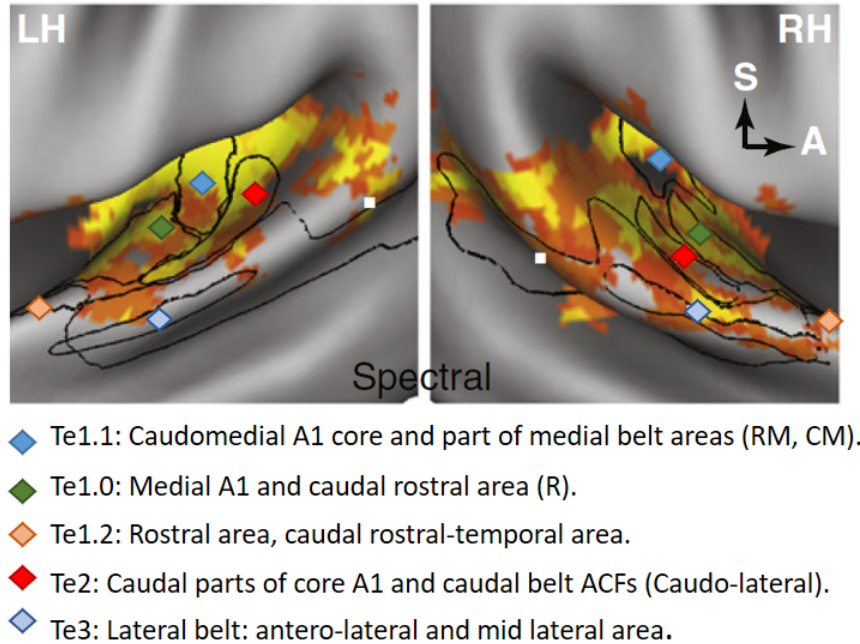 LH
RH
S
A
Spectral
Te1.1: Caudomedial A1 core and part of medial belt areas (RM, CM).
Te1.0: Medial A1 and caudal rostral area (R).
Te1.2: Rostral area, caudal rostral-temporal area.
Te2: Caudal parts of core A1 and caudal belt ACFs (Caudo-lateral).
Te3: Lateral belt: antero-lateral and mid lateral area.